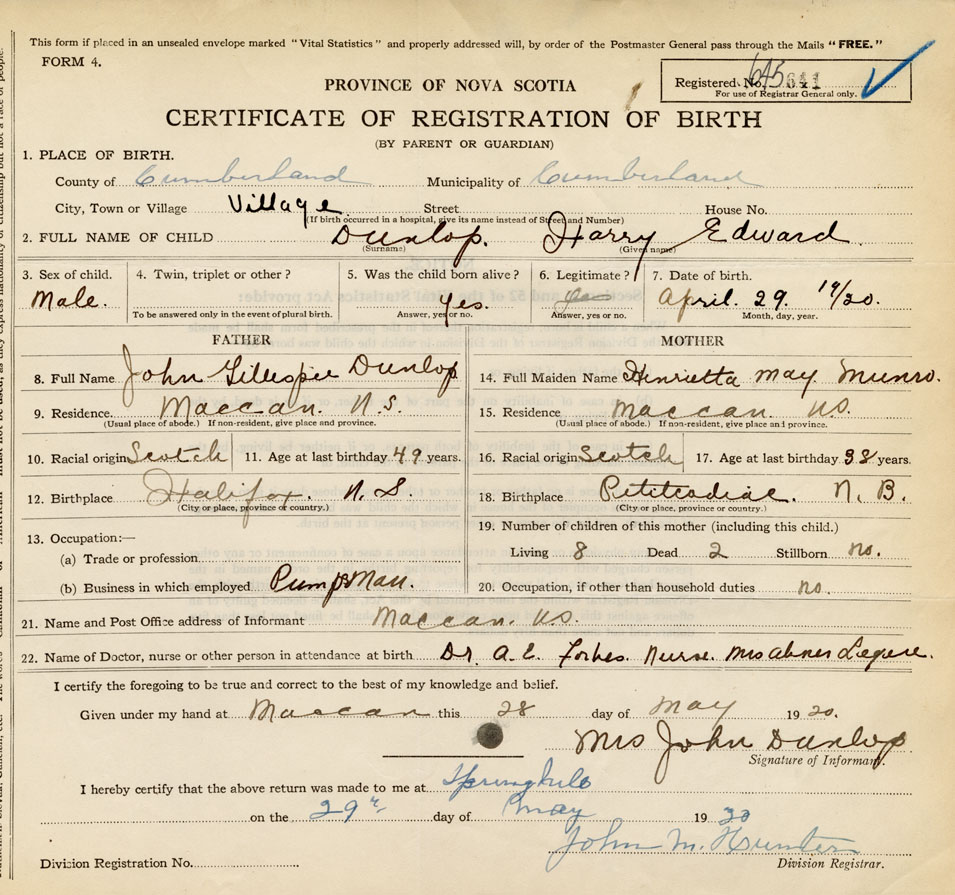 This form if placed in an unsealed envelope marked "Vital Statistics" and properly addressed will, by order of the Postmaster General pass through the Mails "FREE."
FORM 4.
Registered No. 645 641
For use of Registrar General only.
PROVINCE OF NOVA SCOTIA
CERTIFICATE OF REGISTRATION OF BIRTH
(BY PARENT OR GUARDIAN)
1. PLACE OF BIRTH.
County of Cumberland Municipality of Cumberland
City, Town or Village Village Street House No.
(If birth occurred in a hospital, give its name instead of Street and Number)
2. FULL NAME OF CHILD Dunlop. Harry Edward
(Surname) (Given name)
3. Sex of child. Male.
4. Twin, triplet or other?
To be answered only in the event of plural birth.
5. Was the child born alive? yes.
Answer, yes or no.
6. Legitimate?
Answer, yes or no.
7. Date of birth.
April. 29. 19/20.
Month, day, year.
FATHER
8. Full Name John Gillespie Dunlop
9. Residence. Maccan. N.S.
(Usual place of abode.) If non-resident, give place and province.
10. Racial origin Scotch 11. Age at last birthday 49 years.
12. Birthplace Halifax. N.S.
(City or place, province or country.)
13. Occupation:—
(a) Trade or profession
(b) Business in which employed Pumpman.
MOTHER
14. Full Maiden Name Henrietta May Munro.
15. Residence Maccan. NS.
(Usual place of abode.) If non-resident, give place and province.
16. Racial origin Scotch 17. Age at last birthday 38 years.
18. Birthplace Petitcodiac. N.B.
(City or place, province or country.)
19. Number of children of this mother (including this child.)
Living 8 Dead 2 Stillborn no.
20. Occupation, if other than household duties no.
21. Name and Post Office address of Informant Maccan. NS.
22. Name of Doctor, nurse or other person in attendance at birth Dr. A. E. Forbes. Nurse. Mrs Abner Legere.
I certify the foregoing to be true and correct to the best of my knowledge and belief.
Given under my hand at Maccan this 28 day of May 1920.
Mrs John Dunlop
Signature of Informant.
I hereby certify that the above return was made to me at Springhill
on the 29th day of May 1920
John M. Hunter
Division Registration No. Division Registrar.